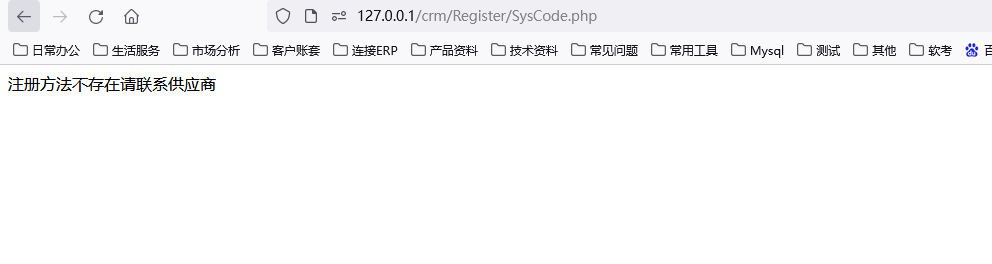 127.0.0.1/crm/Register/SysCode.php
日常办公 生活服务 市场分析 客户账套 连接ERP 产品资料 技术资料 常见问题 常用工具 Mysql 测试 其他 软考
注册方法不存在请联系供应商